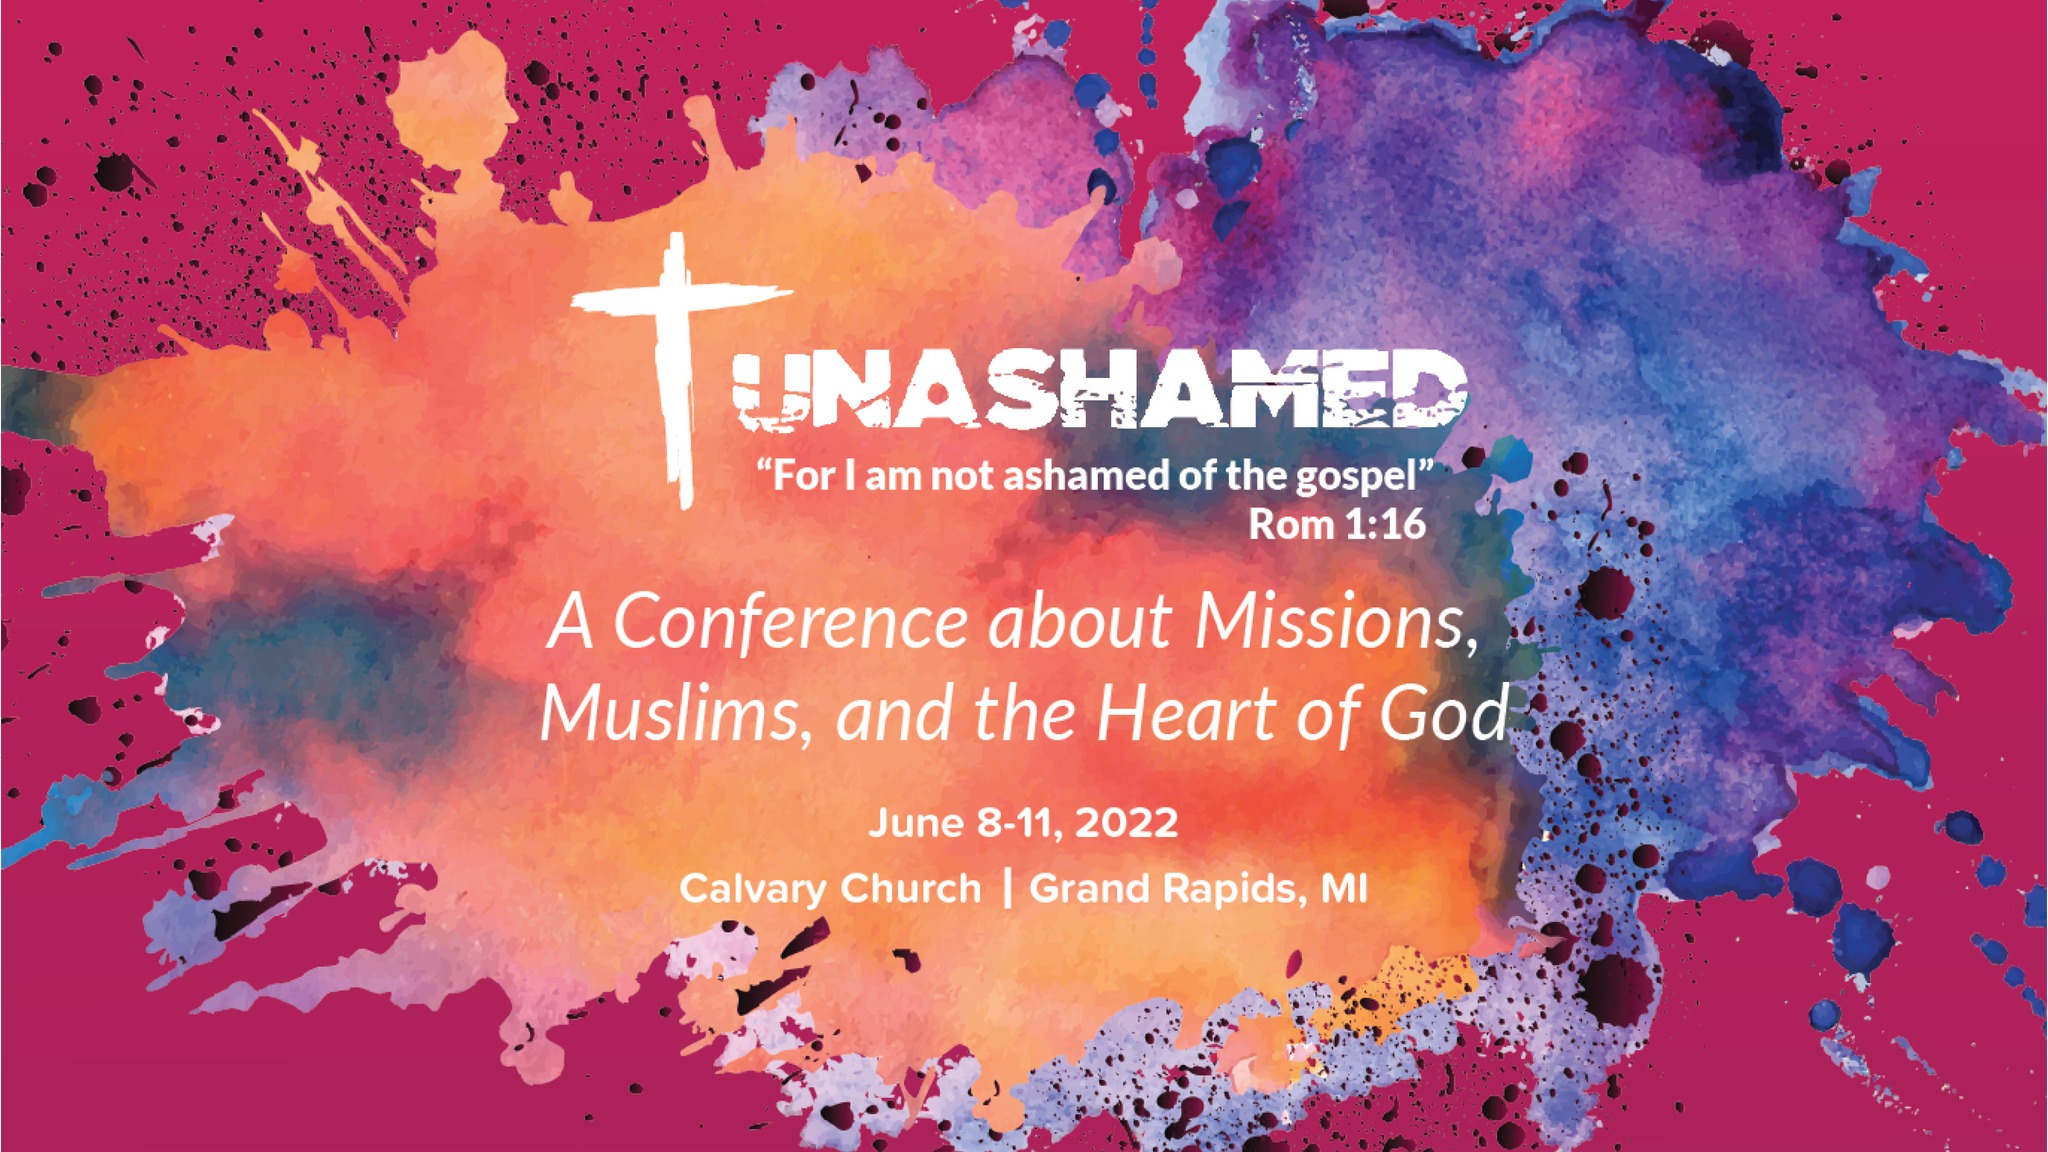 UNASHAMED
“For I am not ashamed of the gospel”
Rom 1:16
A Conference about Missions,
Muslims, and the Heart of God
June 8-11, 2022
Calvary Church | Grand Rapids, MI